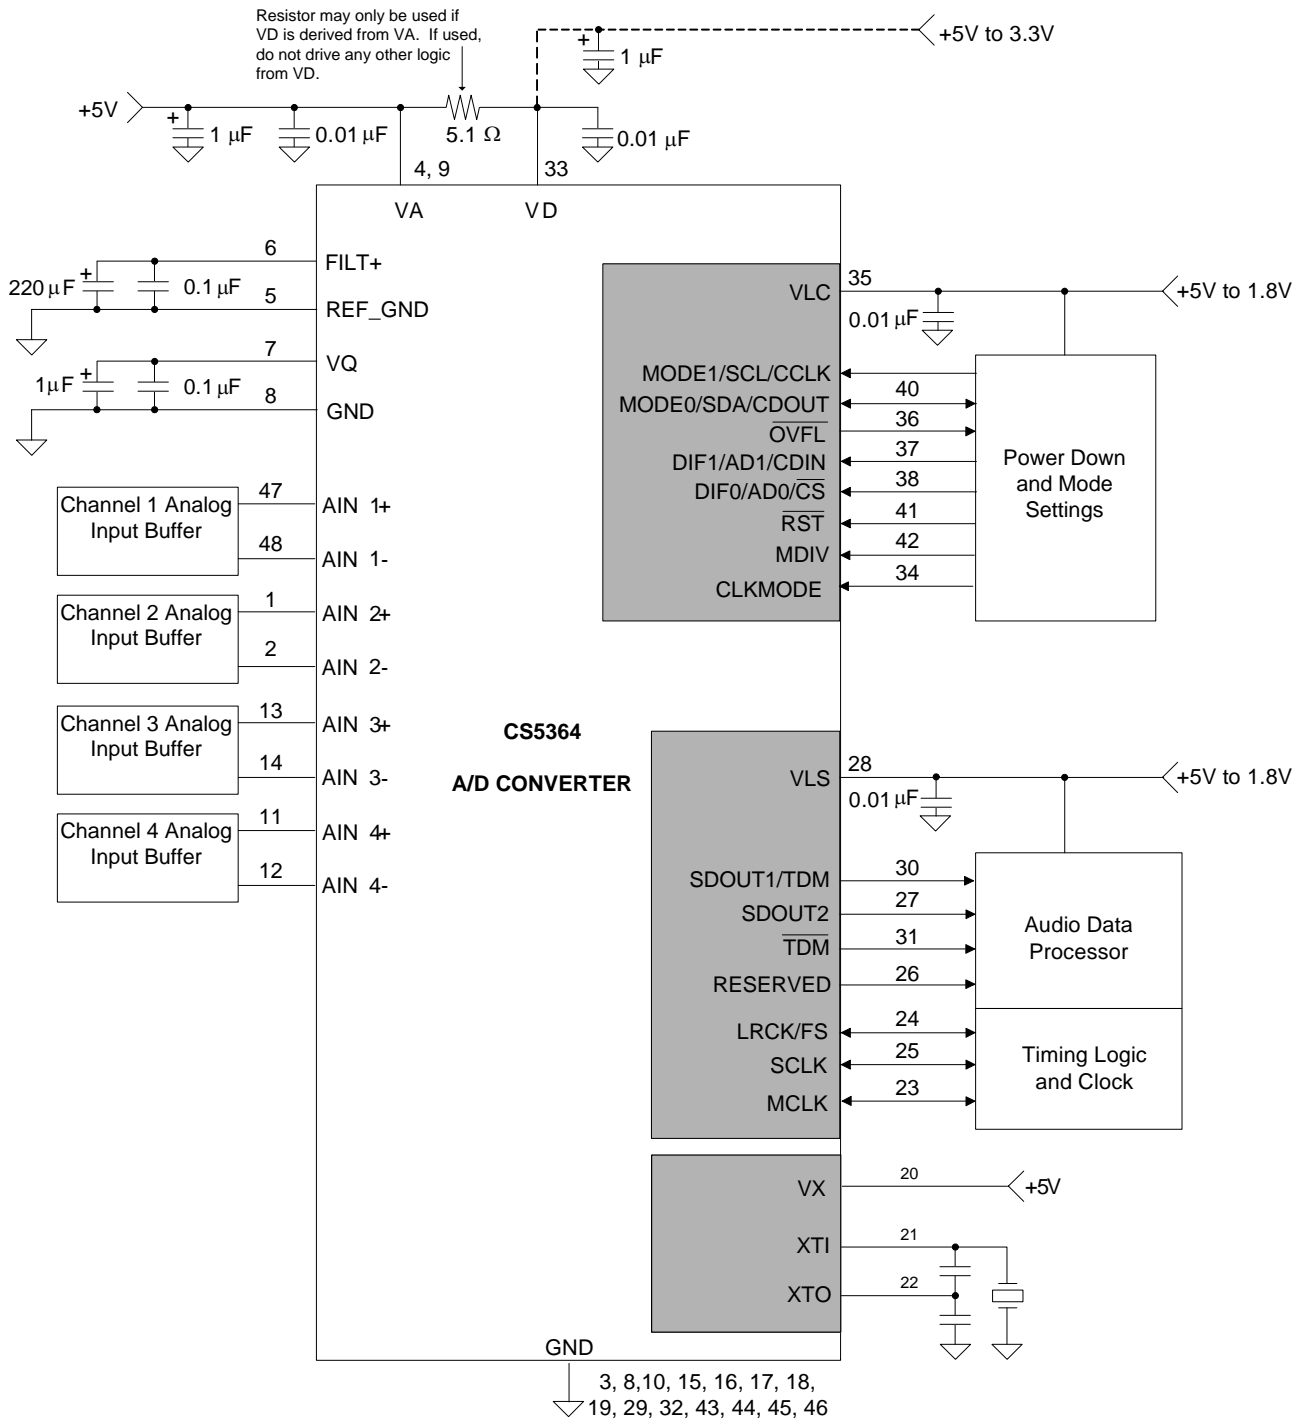 Resistor may only be used if
VD is derived from VA. If used,
do not drive any other logic
from VD.
+5V to 3.3V
+
1 µF
+5V
+
1 µF
0.01 µF
5.1 Ω
0.01 µF
4, 9
33
VA
VD
6
FILT+
220 µF
+
0.1 µF
5
REF_GND
7
VQ
1µF
+
0.1 µF
8
GND
Channel 1 Analog
Input Buffer
47
AIN 1+
48
AIN 1-
Channel 2 Analog
Input Buffer
1
AIN 2+
2
AIN 2-
Channel 3 Analog
Input Buffer
13
AIN 3+
14
AIN 3-
Channel 4 Analog
Input Buffer
11
AIN 4+
12
AIN 4-
CS5364
A/D CONVERTER
VLC
35
0.01 µF
+5V to 1.8V
MODE1/SCL/CCLK
MODE0/SDA/CDOUT
40
OVFL
36
DIF1/AD1/CDIN
37
DIF0/AD0/CS
38
RST
41
MDIV
42
CLKMODE
34
Power Down
and Mode
Settings
VLS
28
0.01 µF
+5V to 1.8V
SDOUT1/TDM
30
SDOUT2
27
TDM
31
RESERVED
26
Audio Data
Processor
LRCK/FS
24
SCLK
25
MCLK
23
Timing Logic
and Clock
VX
20
+5V
XTI
21
XTO
22
GND
3, 8,10, 15, 16, 17, 18,
19, 29, 32, 43, 44, 45, 46